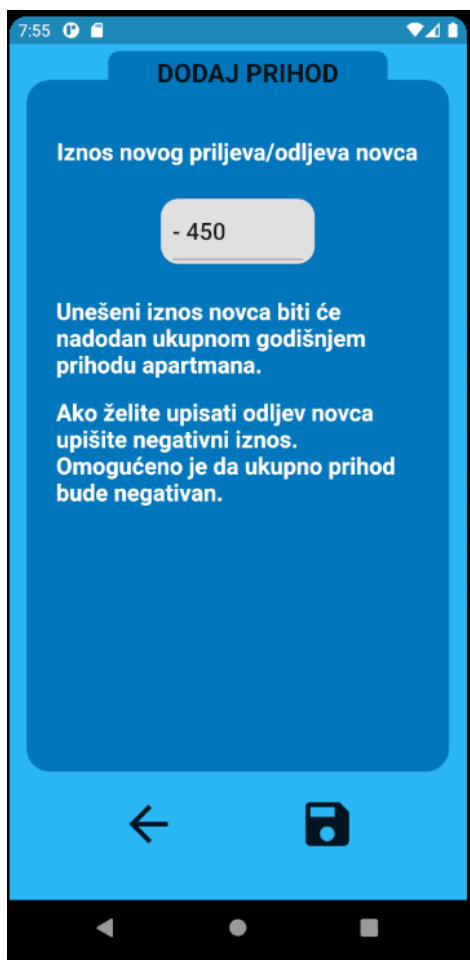 7:55
DODAJ PRIHOD
Iznos novog priljeva/odljeva novca
- 450
Unešeni iznos novca biti će
nadodan ukupnom godišnjem
prihodu apartmana.
Ako želite upisati odljev novca
upišite negativni iznos.
Omogućeno je da ukupno prihod
bude negativan.